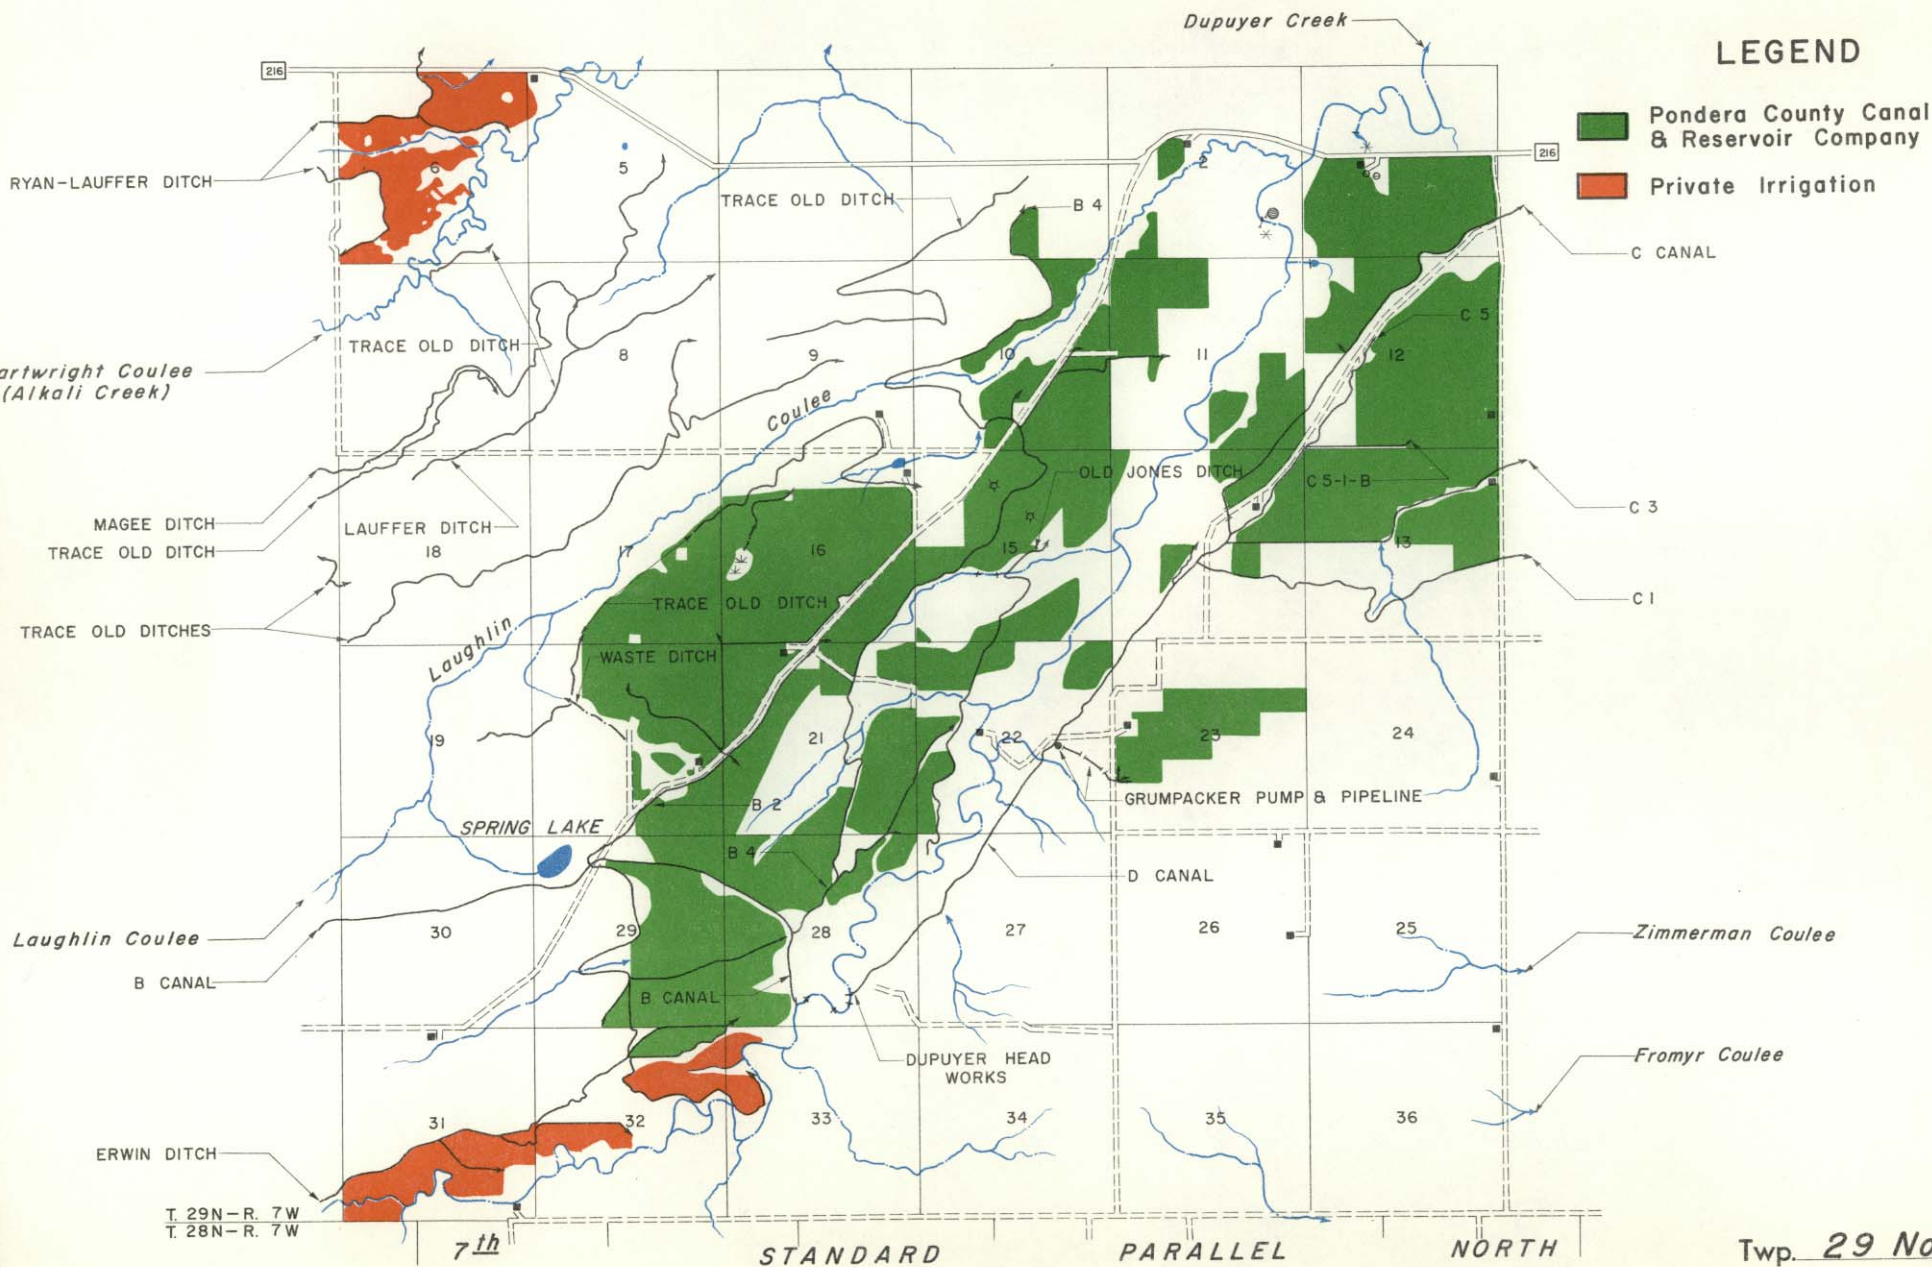 Dupuyer Creek
LEGEND
Pondera County Canal
& Reservoir Company
Private Irrigation
216
216
RYAN-LAUFFER DITCH
6
5
2
TRACE OLD DITCH
B 4
C CANAL
artwright Coulee
(Alkali Creek)
TRACE OLD DITCH
8
9
10
11
C 5
12
Coulee
MAGEE DITCH
TRACE OLD DITCH
LAUFFER DITCH
OLD JONES DITCH
C 5-1-B
C 3
18
17
16
15
13
TRACE OLD DITCHES
TRACE OLD DITCH
C 1
Laughlin
WASTE DITCH
19
21
22
23
24
B 2
GRUMPACKER PUMP & PIPELINE
SPRING LAKE
B 4
D CANAL
Laughlin Coulee
30
29
28
27
26
25
Zimmerman Coulee
B CANAL
B CANAL
DUPUYER HEAD
WORKS
Fromyr Coulee
31
32
33
34
35
36
ERWIN DITCH
T. 29N-R. 7W
T. 28N-R. 7W
7th STANDARD PARALLEL NORTH
Twp. 29 No